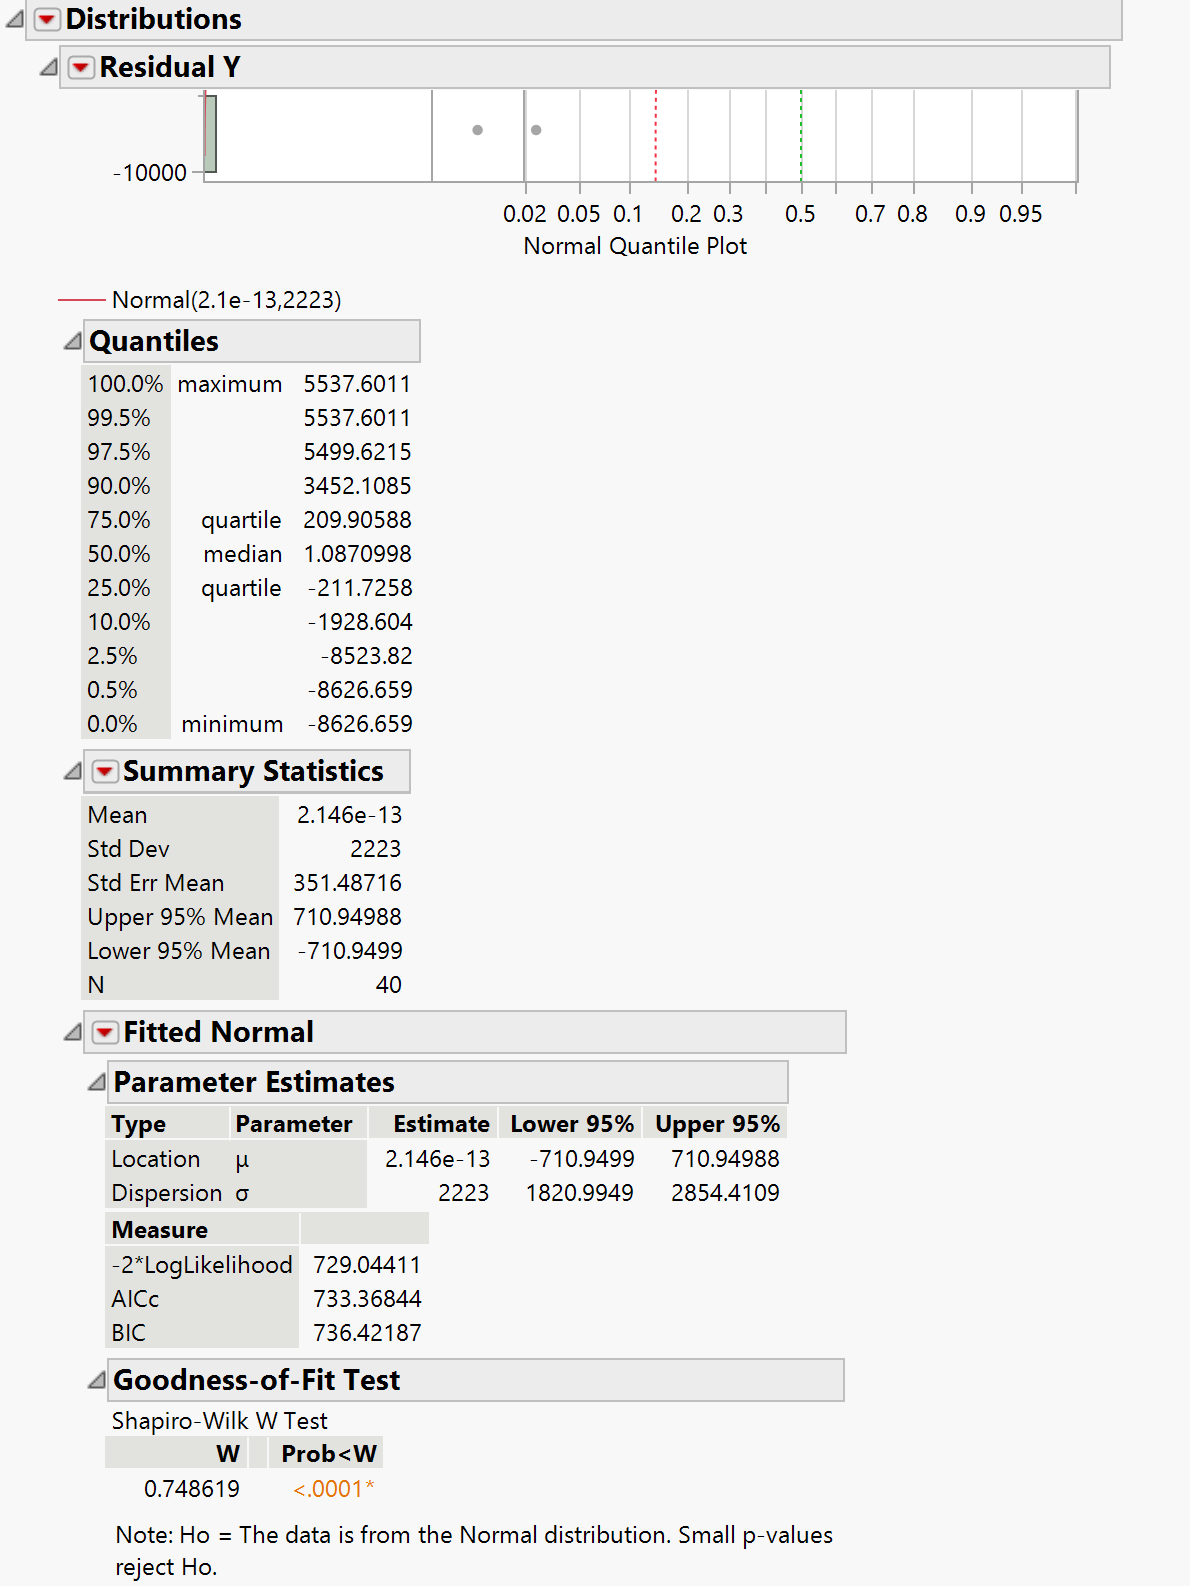 Distributions
Residual Y
-10000
0.02 0.05 0.1 0.2 0.3 0.5 0.7 0.8 0.9 0.95
Normal Quantile Plot
Normal(2.1e-13,2223)
Quantiles
100.0% maximum 5537.6011
99.5% 5537.6011
97.5% 5499.6215
90.0% 3452.1085
75.0% quartile 209.90588
50.0% median 1.0870998
25.0% quartile -211.7258
10.0% -1928.604
2.5% -8523.82
0.5% -8626.659
0.0% minimum -8626.659
Summary Statistics
Mean 2.146e-13
Std Dev 2223
Std Err Mean 351.48716
Upper 95% Mean 710.94988
Lower 95% Mean -710.9499
N 40
Fitted Normal
Parameter Estimates
Type Parameter Estimate Lower 95% Upper 95%
Location μ 2.146e-13 -710.9499 710.94988
Dispersion σ 2223 1820.9949 2854.4109
Measure
-2*LogLikelihood 729.04411
AICc 733.36844
BIC 736.42187
Goodness-of-Fit Test
Shapiro-Wilk W Test
W Prob<W
0.748619 <.0001*
Note: Ho = The data is from the Normal distribution. Small p-values
reject Ho.